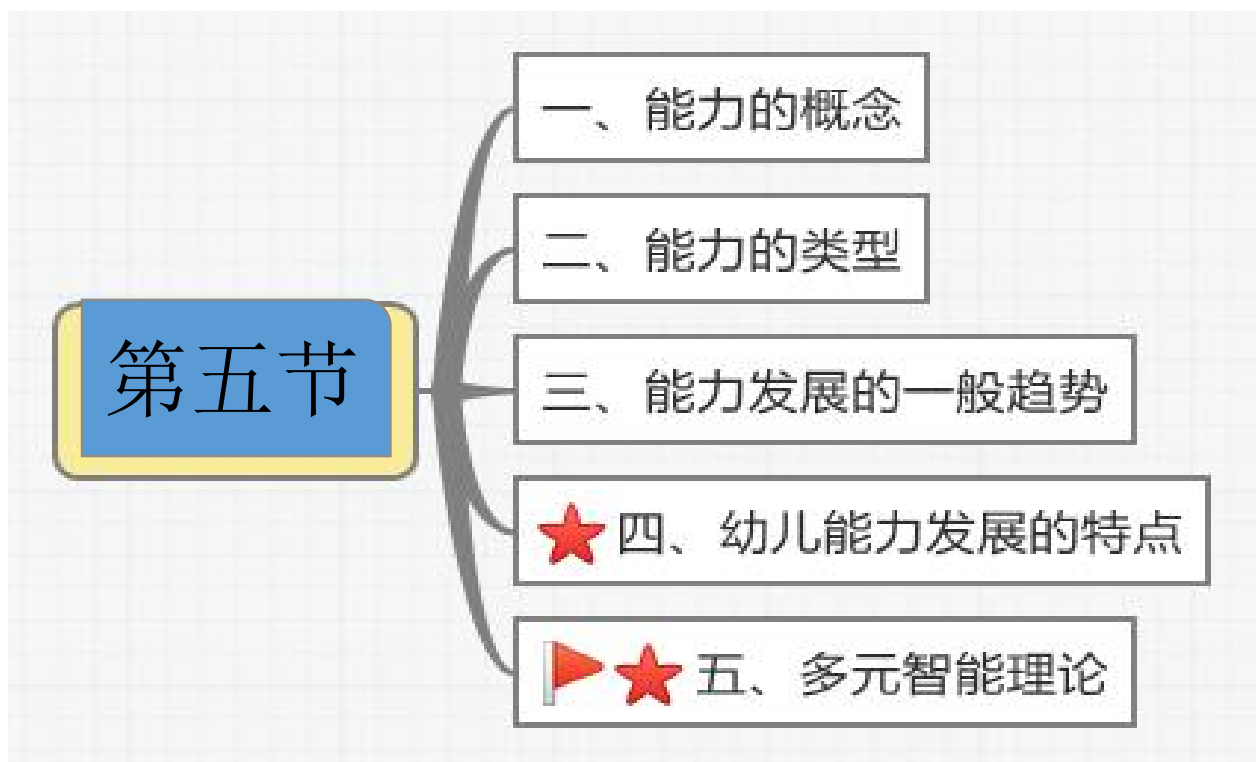 第五节
一、能力的概念
二、能力的类型
三、能力发展的一般趋势
四、幼儿能力发展的特点
五、多元智能理论